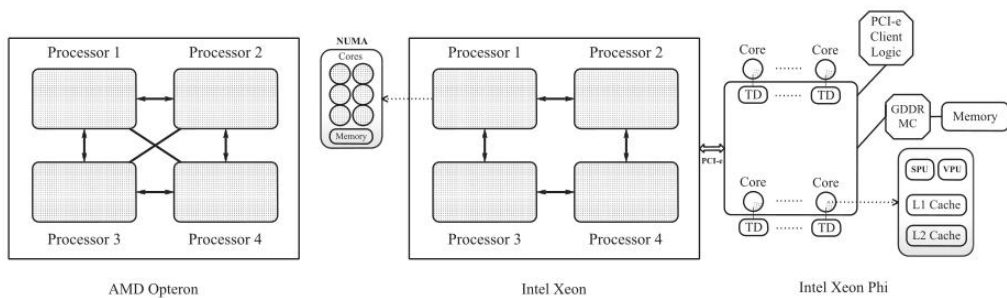 Processor 1
Processor 2
Processor 3
Processor 4
AMD Opteron
NUMA
Cores
Memory
Processor 1
Processor 2
Processor 3
Processor 4
Intel Xeon
PCI-e
Core
Core
TD
TD
Core
Core
TD
TD
PCI-e
Client
Logic
GDDR
MC
Memory
SPU
VPU
L1 Cache
L2 Cache
Intel Xeon Phi